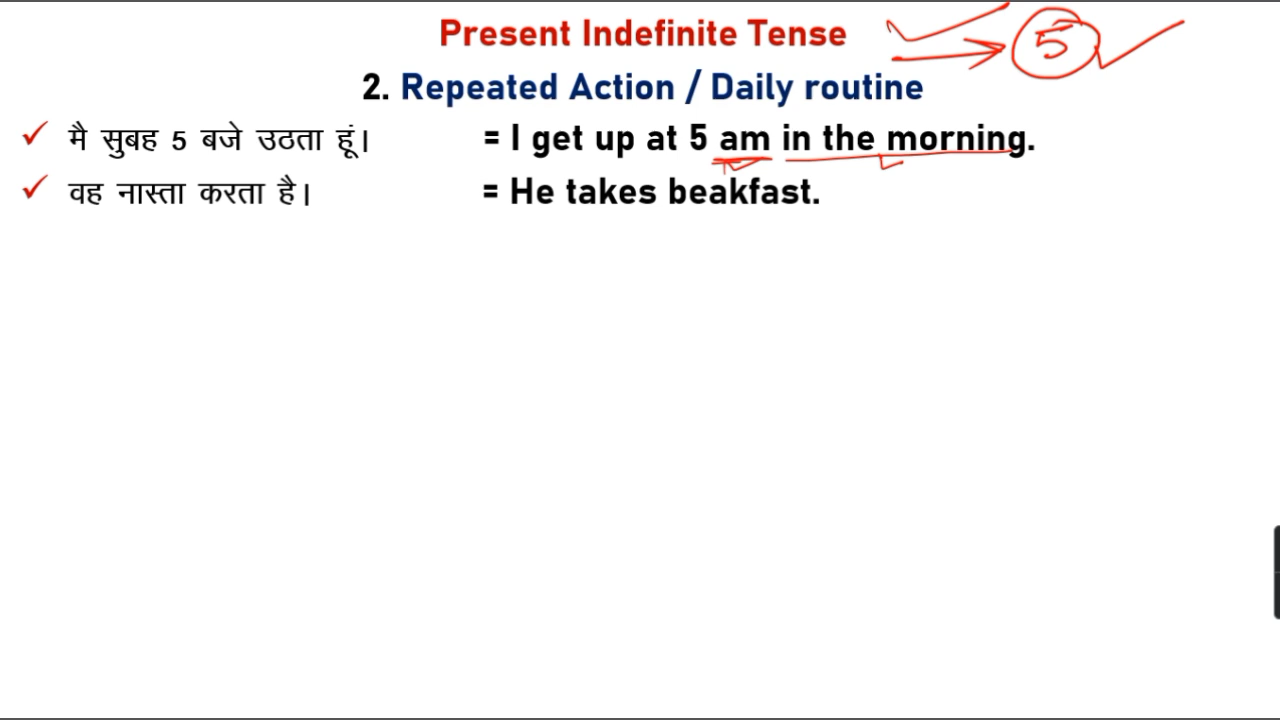 Present Indefinite Tense 5
2. Repeated Action / Daily routine
मै सुबह 5 बजे उठता हूं। = I get up at 5 am in the morning.
वह नास्ता करता है। = He takes beakfast.